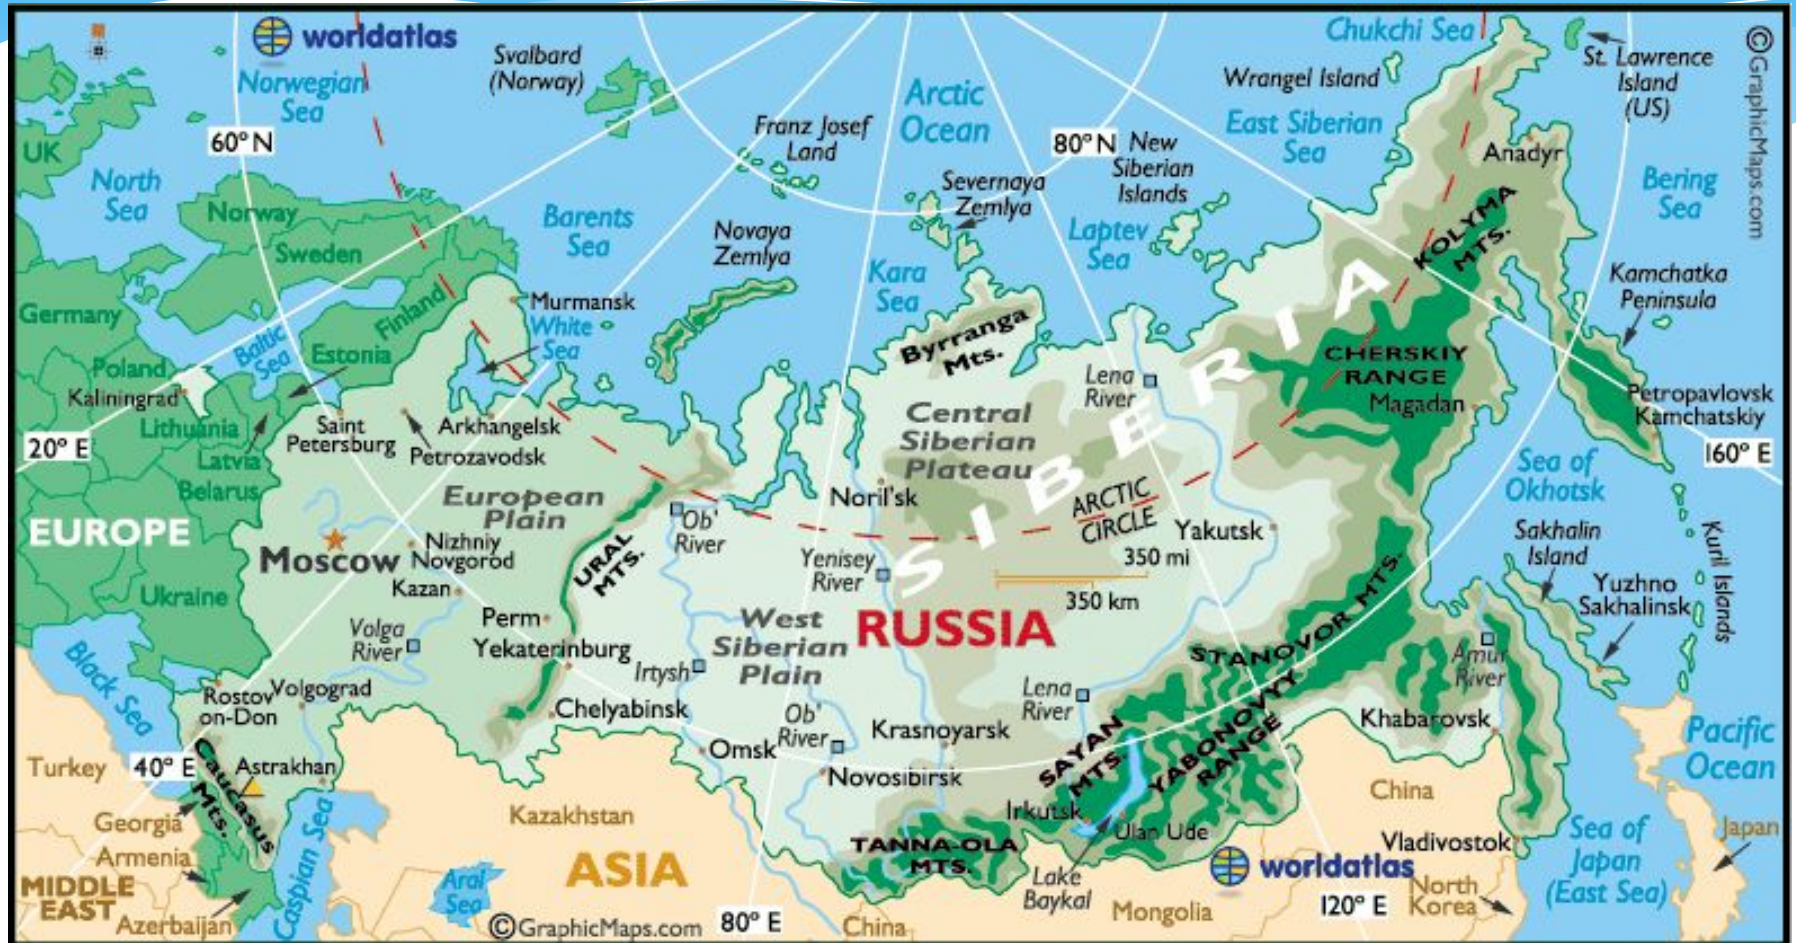 worldatlas
Norwegian
Sea
Svalbard
(Norway)
Chukchi Sea
Wrangel Island
St. Lawrence
Island
(US)
©GraphicMaps.com
UK
60° N
North
Sea
Franz Josef
Land
Arctic
Ocean
80° N
New
Siberian
Islands
East Siberian
Sea
Anadyr
Bering
Sea
Norway
Sweden
Finland
Barents
Sea
Novaya
Zemlya
Severnaya
Zemlya
Kara
Sea
Laptev
Sea
KOLYMA
MTS.
Kamchatka
Peninsula
Germany
Baltic
Sea
Murmansk
White
Sea
Byrranga
Mts.
Lena
River
CHERSKIY
RANGE
Magadan
Poland
Estonia
Kaliningrad
Lithuania
Latvia
Belarus
Saint
Petersburg
Arkhangelsk
Petrozavodsk
Central
Siberian
Plateau
SIBERIA
Petropavlovsk
Kamchatskiy
20° E
160° E
European
Plain
EUROPE
Moscow
Nizhniy
Novgorod
Kazan
URAL
MTS.
Ob'
River
Noril'sk
Yenisey
River
ARCTIC
CIRCLE
350 mi
350 km
Yakutsk
Sea of
Okhotsk
Sakhalin
Island
Yuzhno
Sakhalinsk
Kuril Islands
Ukraine
Perm
Yekaterinburg
Volga
River
Irtysh
West
Siberian
Plain
RUSSIA
STANOVOR MTS.
Amur
River
Black Sea
Rostov
on-Don
Volgograd
Chelyabinsk
Omsk
Ob'
River
Krasnoyarsk
Lena
River
SAYAN
MTS.
YABONOVYY
RANGE
Khabarovsk
Pacific
Ocean
Turkey
40° E
Astrakhan
Caucasus
Mts.
Novosibirsk
Irkutsk
Ulan Ude
China
Georgia
Armenia
Azerbaijan
MIDDLE
EAST
Caspian Sea
Kazakhstan
ASIA
Aral
Sea
TANNA-OLA
MTS.
Lake
Baykal
worldatlas
Vladivostok
Sea of
Japan
(East Sea)
Japan
©GraphicMaps.com
80° E
China
Mongolia
120° E
North
Korea